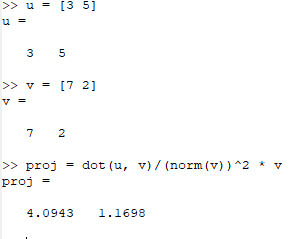 >> u = [3 5]
u =
3 5
>> v = [7 2]
v =
7 2
>> proj = dot(u, v)/(norm(v))^2 * v
proj =
4.0943 1.1698